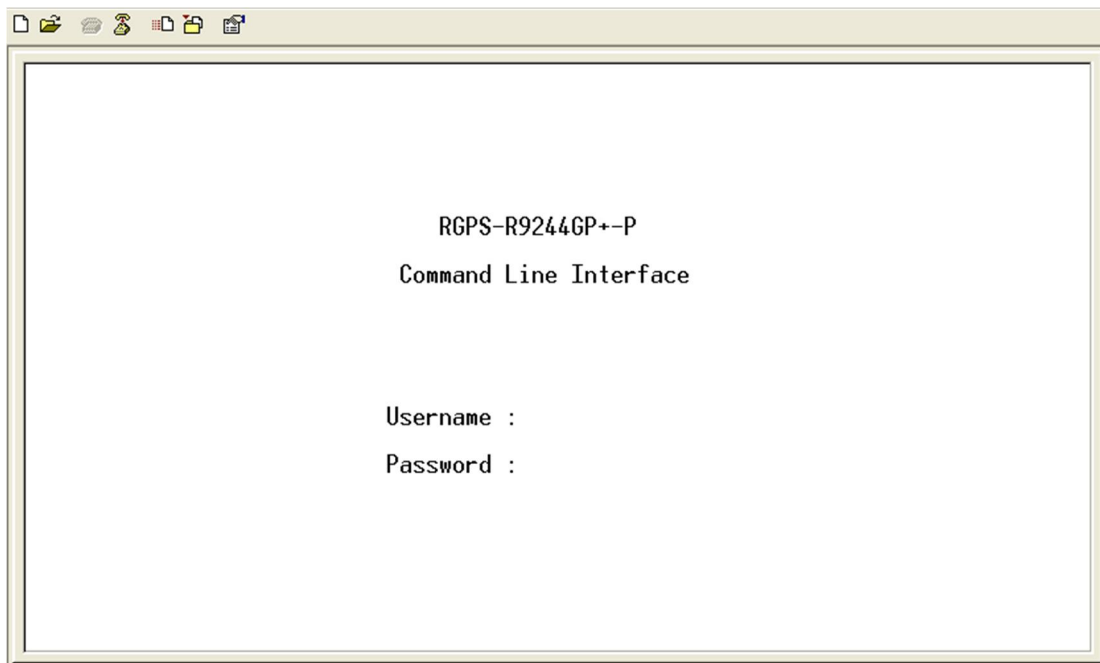 RGPS-R9244GP+-P
Command Line Interface
Username :
Password :